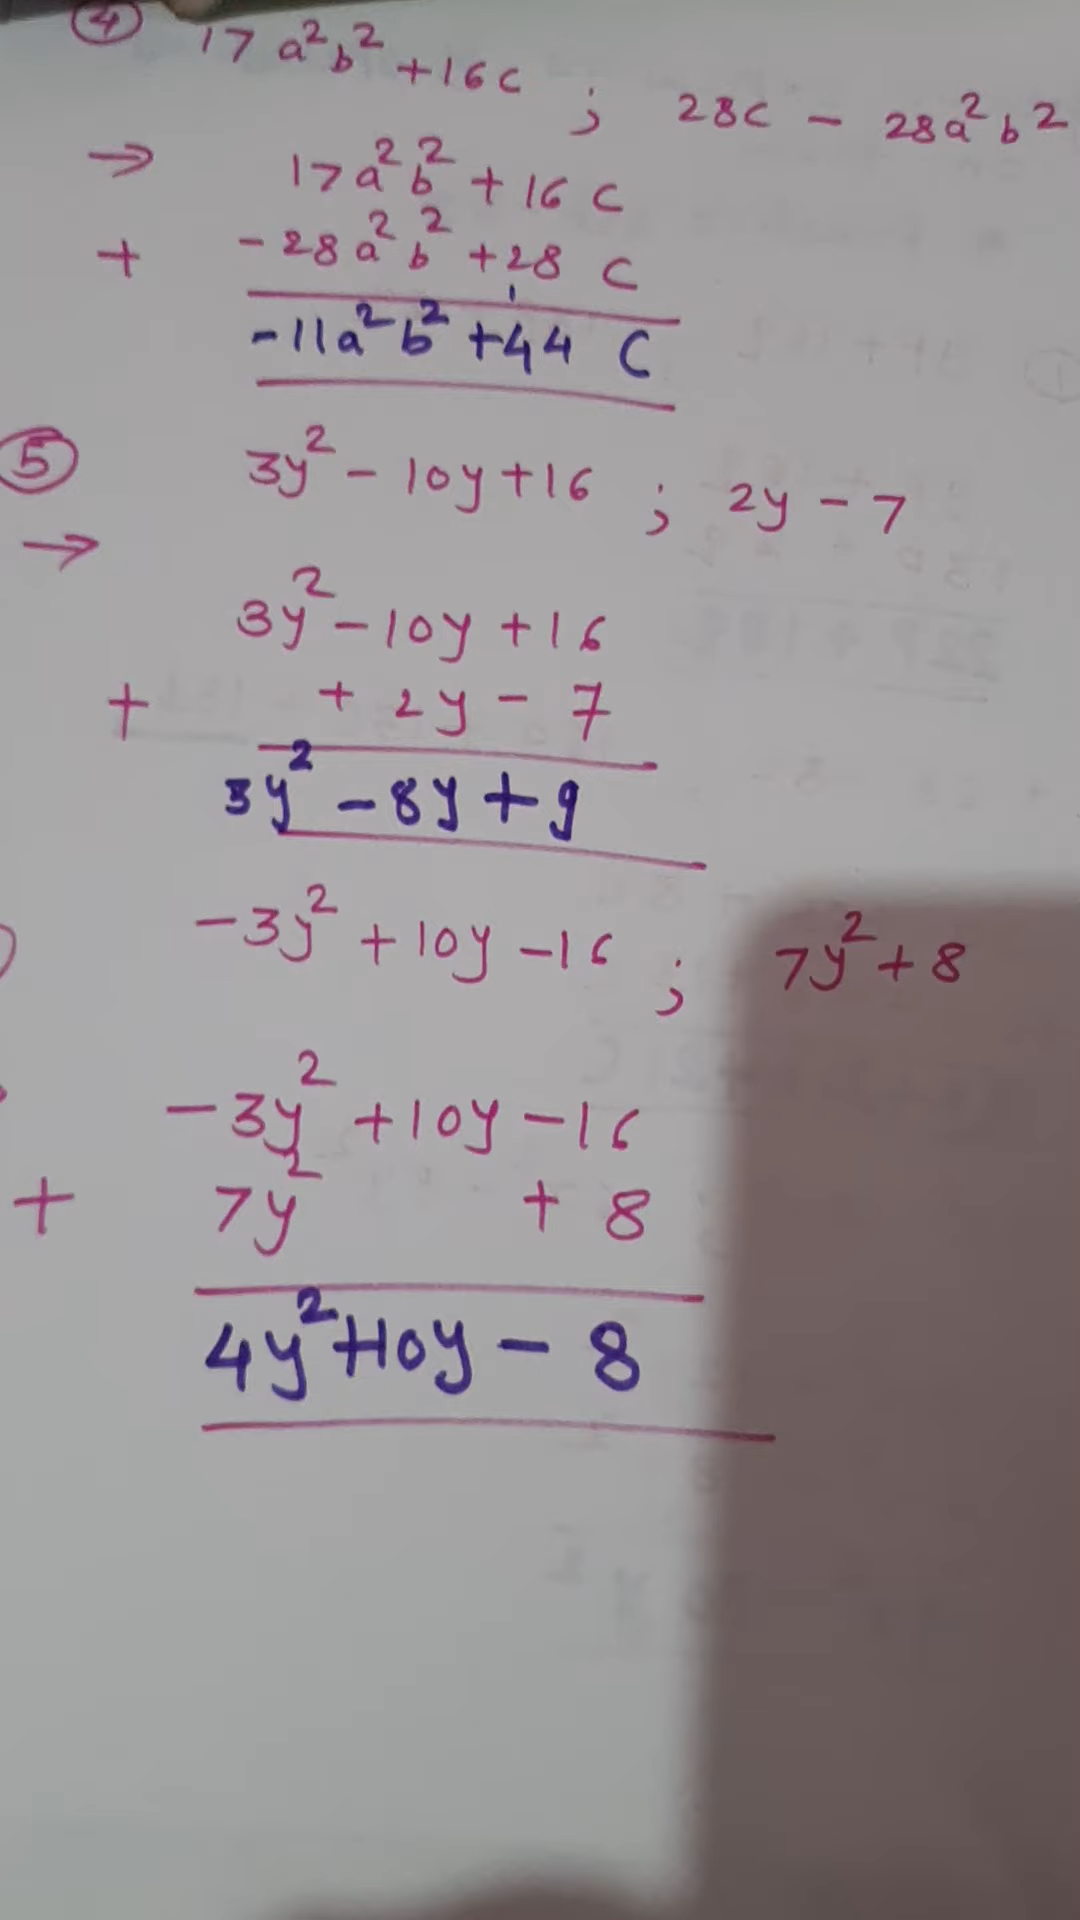 ④ 17a²b² + 16c ; 28c - 28a²b²
→ 17a²b² + 16c
+ -28a²b² + 28c
-11a²b² + 44c
⑤ 3y² - 10y + 16 ; 2y - 7
→
3y² - 10y + 16
+ + 2y - 7
3y² - 8y + 9
-3y² + 10y - 16 ; 7y² + 8
-3y² + 10y - 16
+ 7y² + 8
4y² + 10y - 8